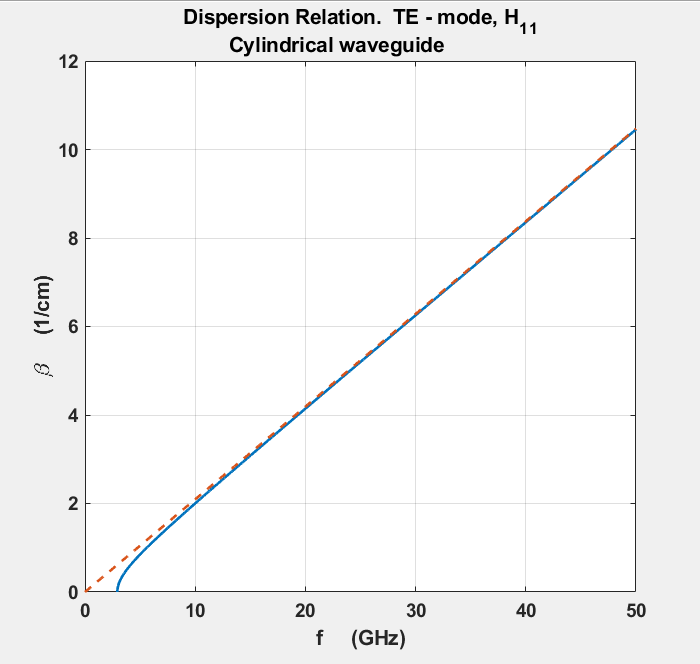 Dispersion Relation. TE - mode, H11
Cylindrical waveguide
12
10
8
6
4
2
0
β (1/cm)
0 10 20 30 40 50
f (GHz)